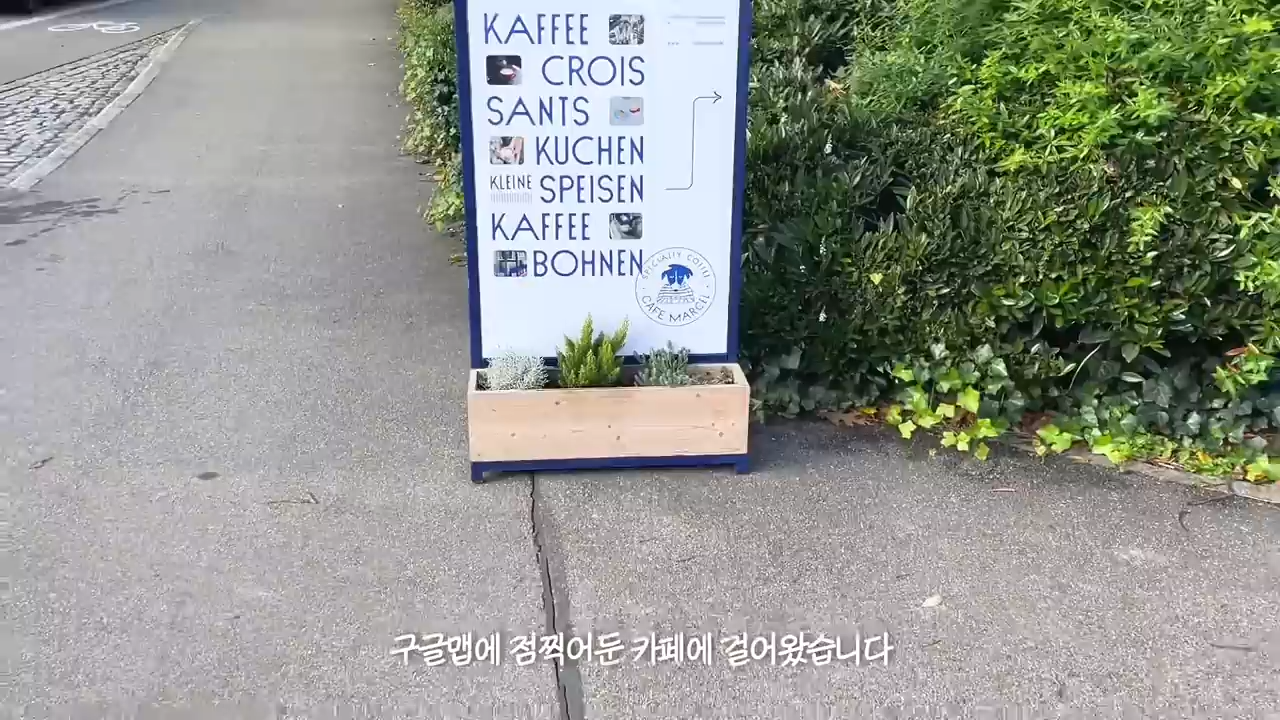 KAFFEE
CROIS
SANTS
KUCHEN
KLEINE SPEISEN
KAFFEE
BOHNEN
SPECIALTY COFFEE
CAFE MARCEL
구글맵에 점찍어둔 카페에 걸어왔습니다